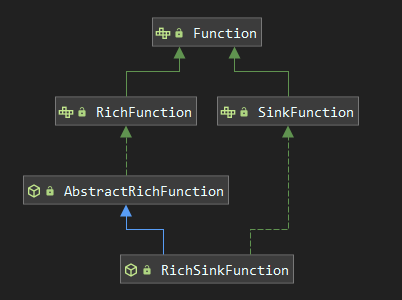 Function
RichFunction
SinkFunction
AbstractRichFunction
RichSinkFunction